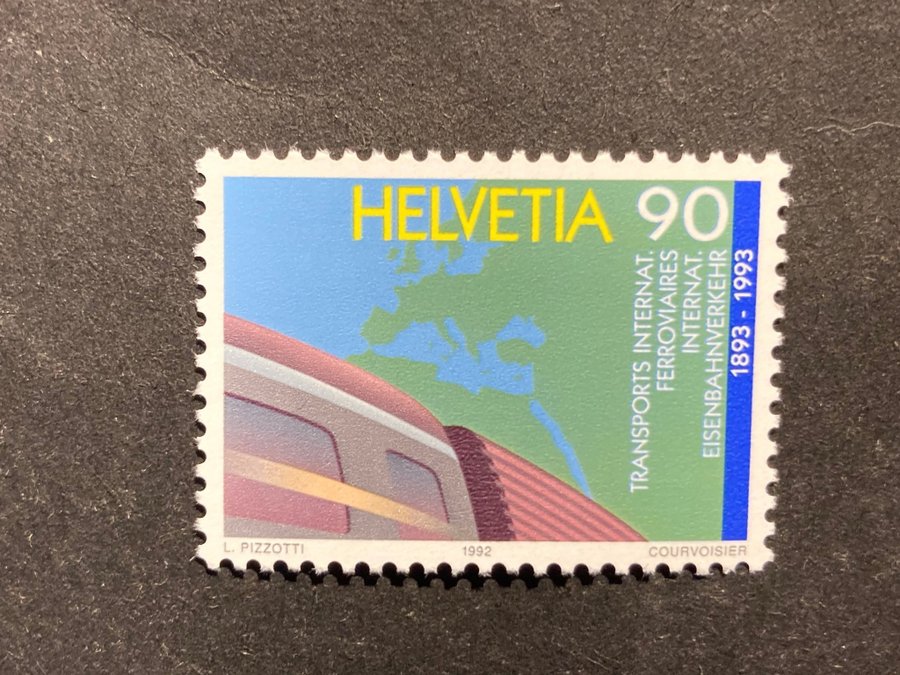 HELVETIA 90
TRANSPORTS INTERNAT.
FERROVIAIRES
INTERNAT.
EISENBAHNVERKEHR
1893 - 1993
L. PIZZOTTI 1992 COURVOISIER